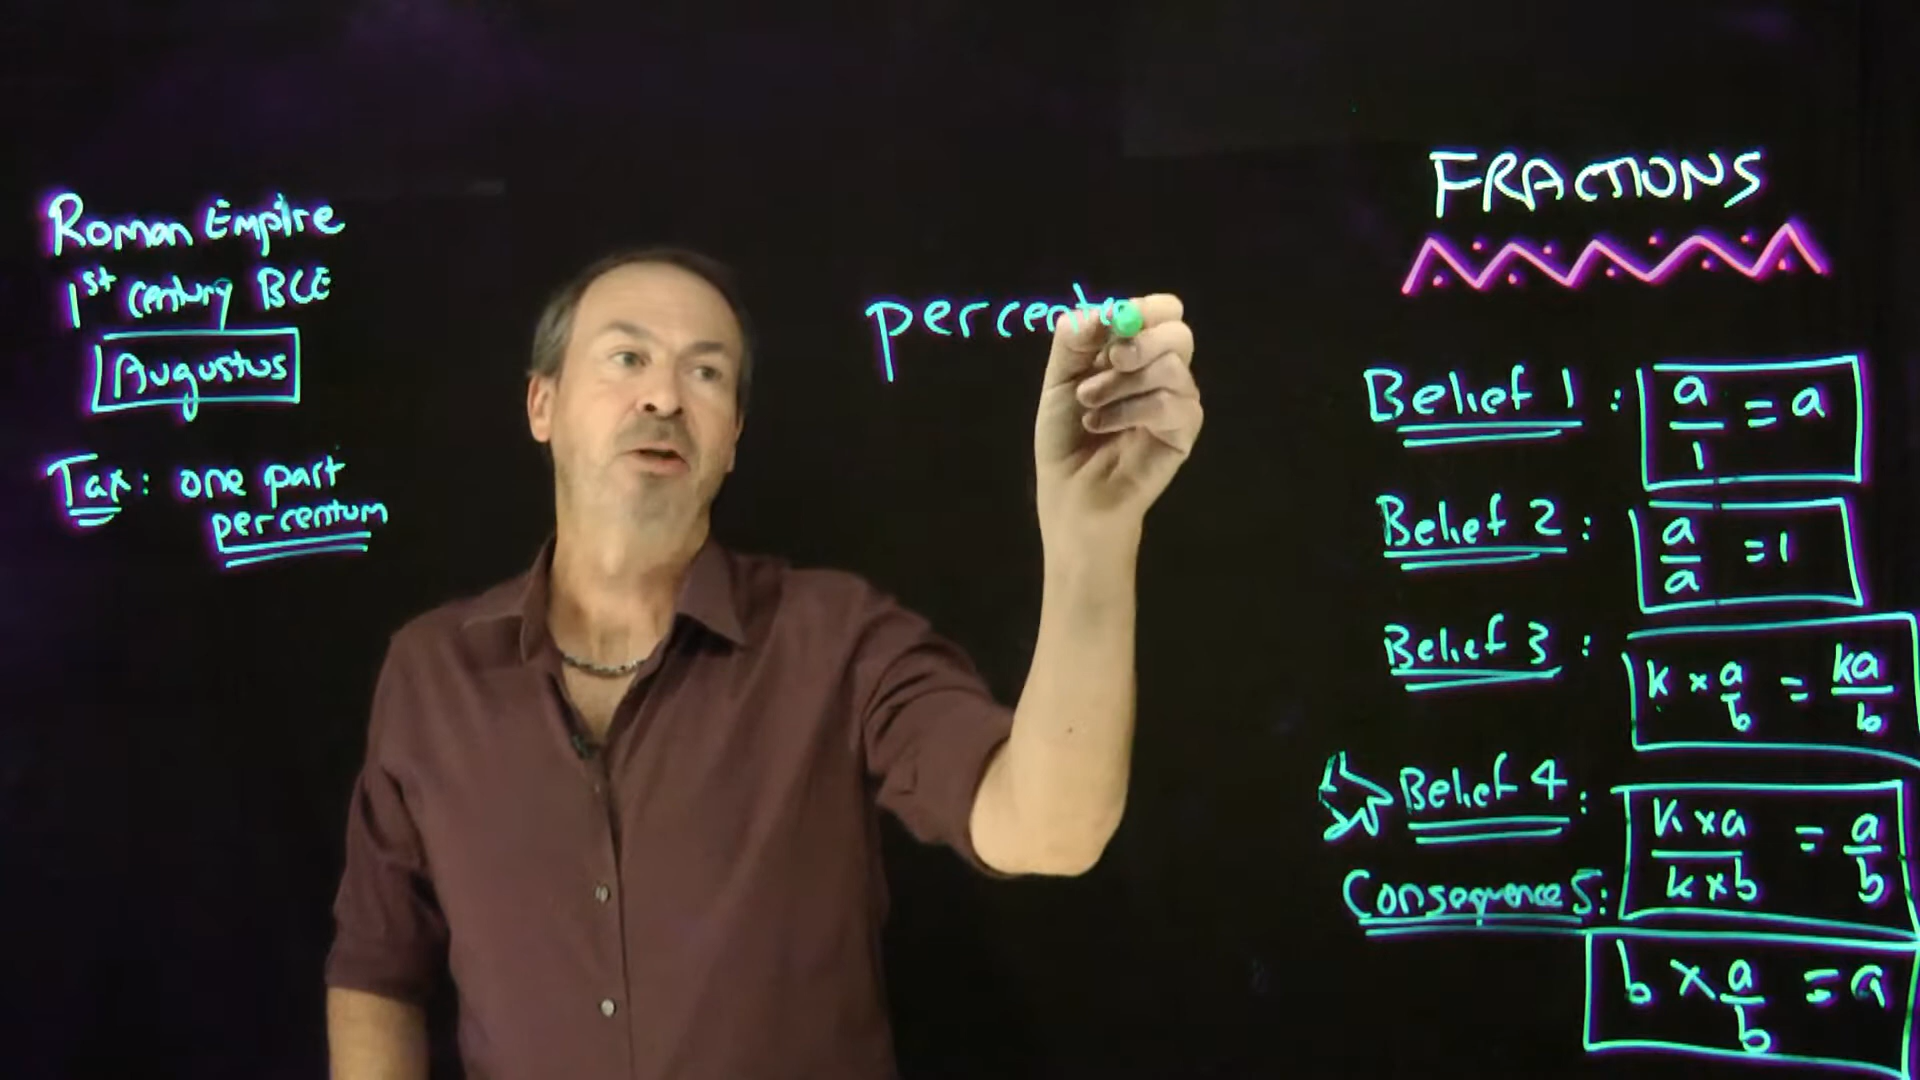 Roman Empire
1st century BCE
Augustus
Tax: one part
percentum
FRACTIONS
Belief 1: a/1 = a
Belief 2: a/a = 1
Belief 3: k × a/b = ka/b
Belief 4: k×a/k×b = a/b
Consequence 5:
b × a/b = a